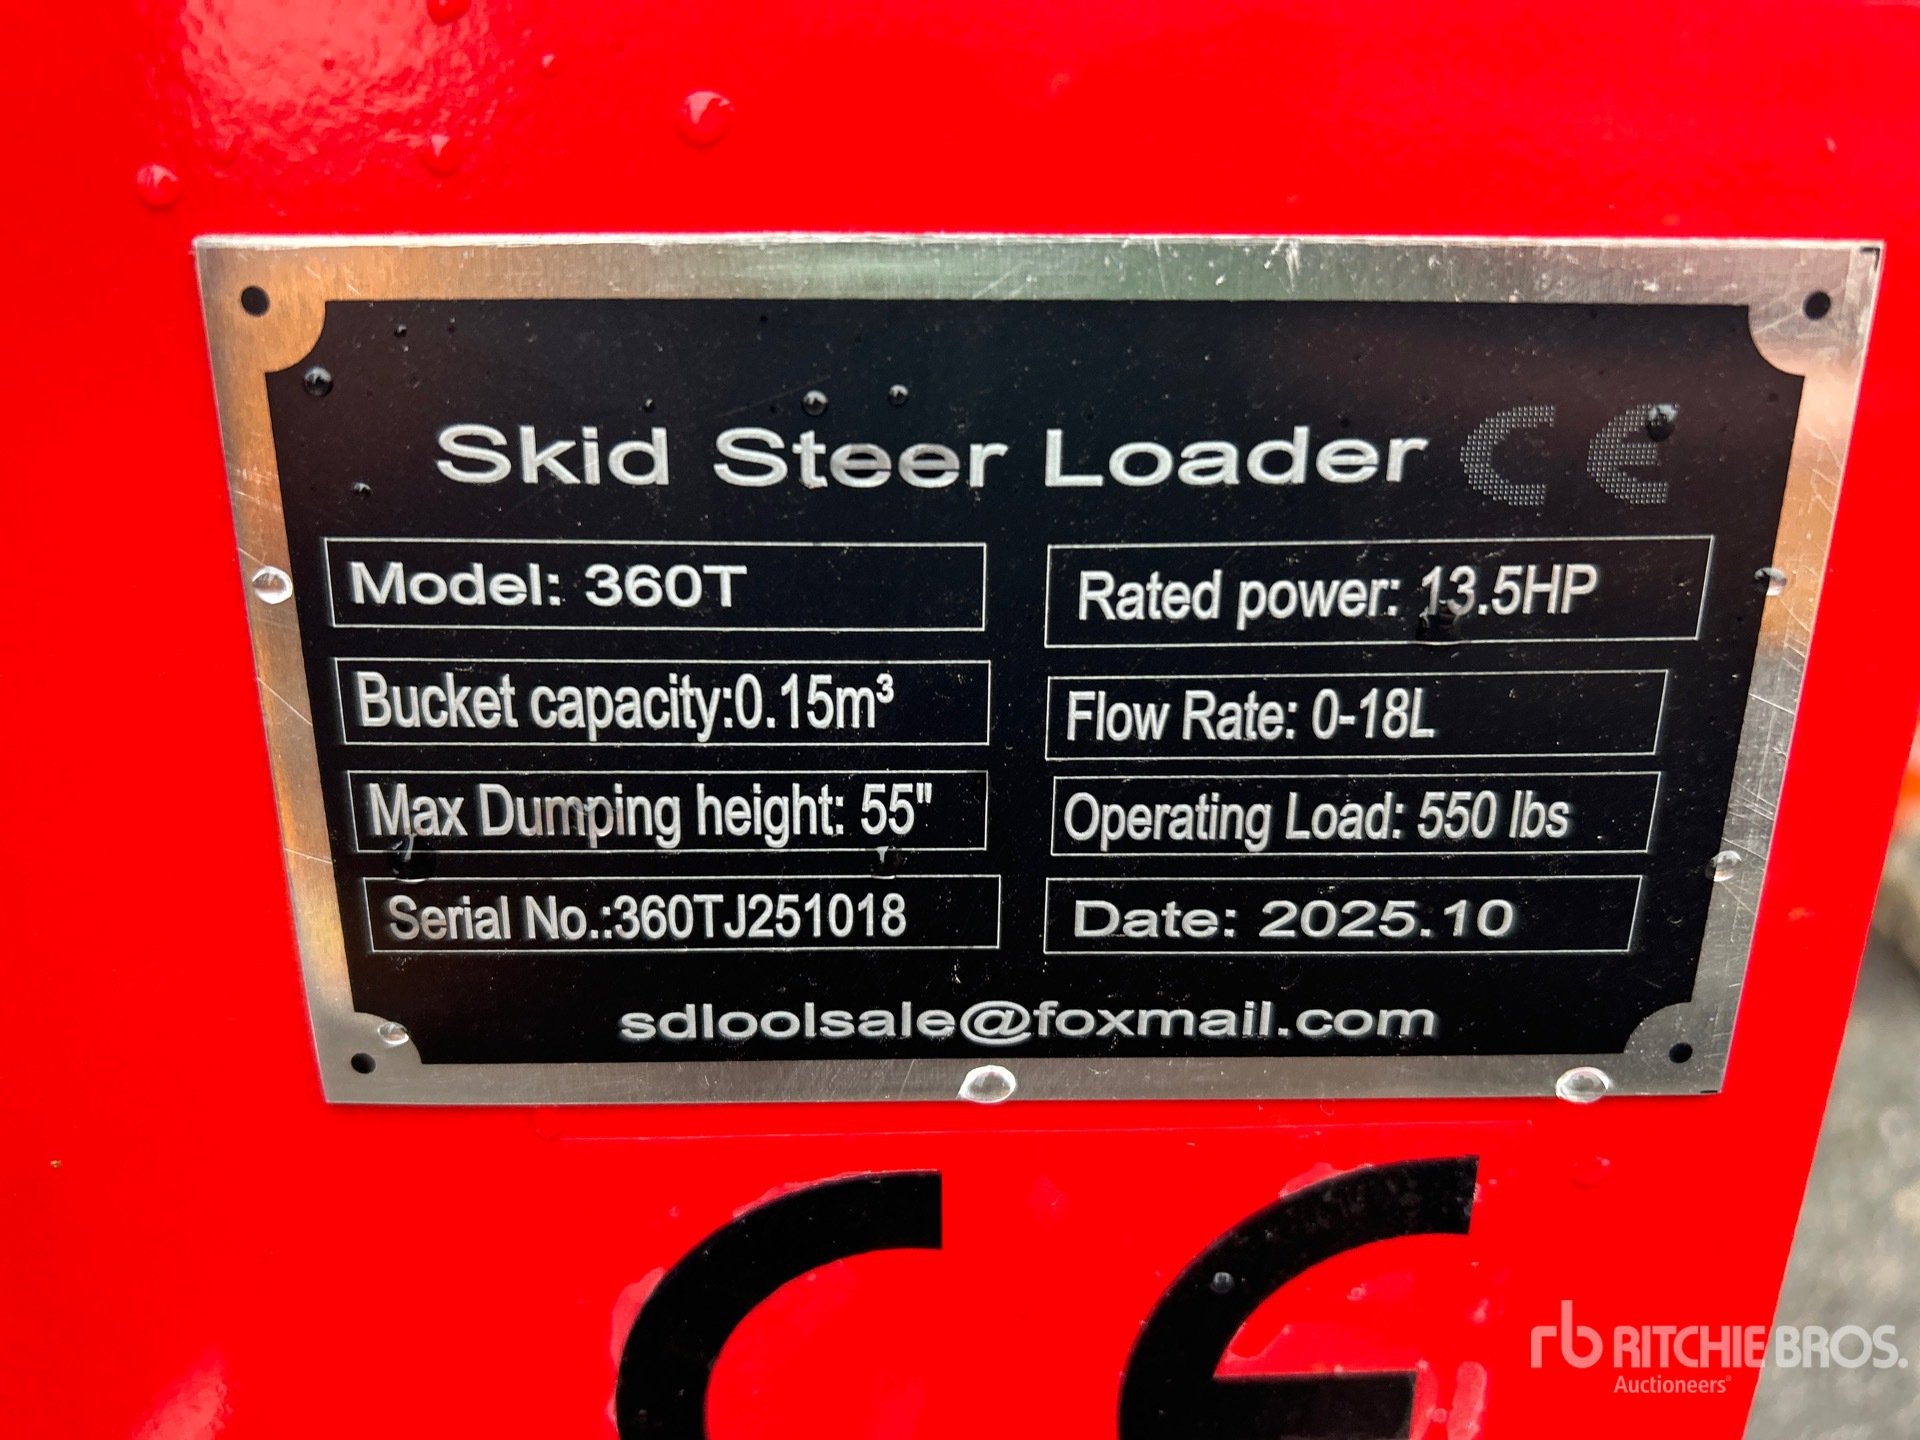 Skid Steer Loader CE
Model: 360T
Rated power: 13.5HP
Bucket capacity:0.15m³
Flow Rate: 0-18L
Max Dumping height: 55"
Operating Load: 550 lbs
Serial No.:360TJ251018
Date: 2025.10
sdloolsale@foxmail.com
CE
rb RITCHIE BROS.
Auctioneers